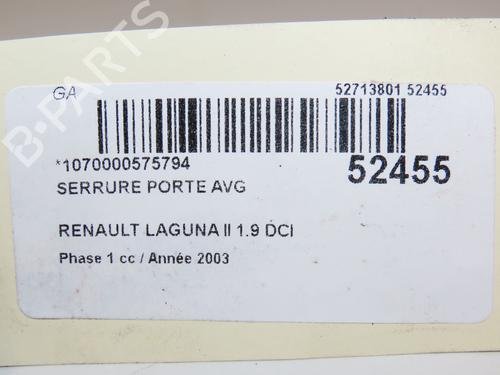 GA
52713801 52455
*1070000575794
52455
SERRURE PORTE AVG
RENAULT LAGUNA II 1.9 DCI
Phase 1 cc / Année 2003
B-PARTS